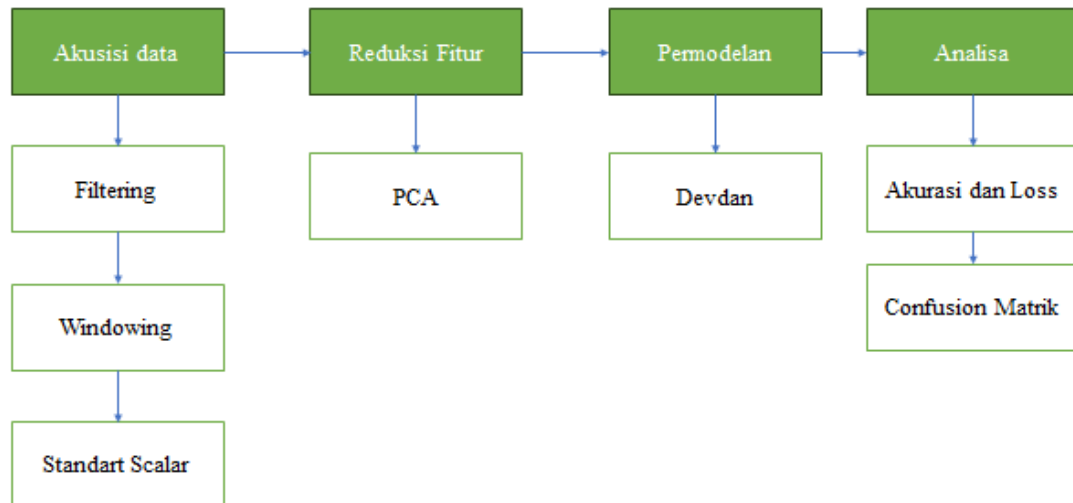 Akusisi data
Reduksi Fitur
Permodelan
Analisa
Filtering
PCA
Devdan
Akurasi dan Loss
Windowing
Confusion Matrik
Standart Scalar